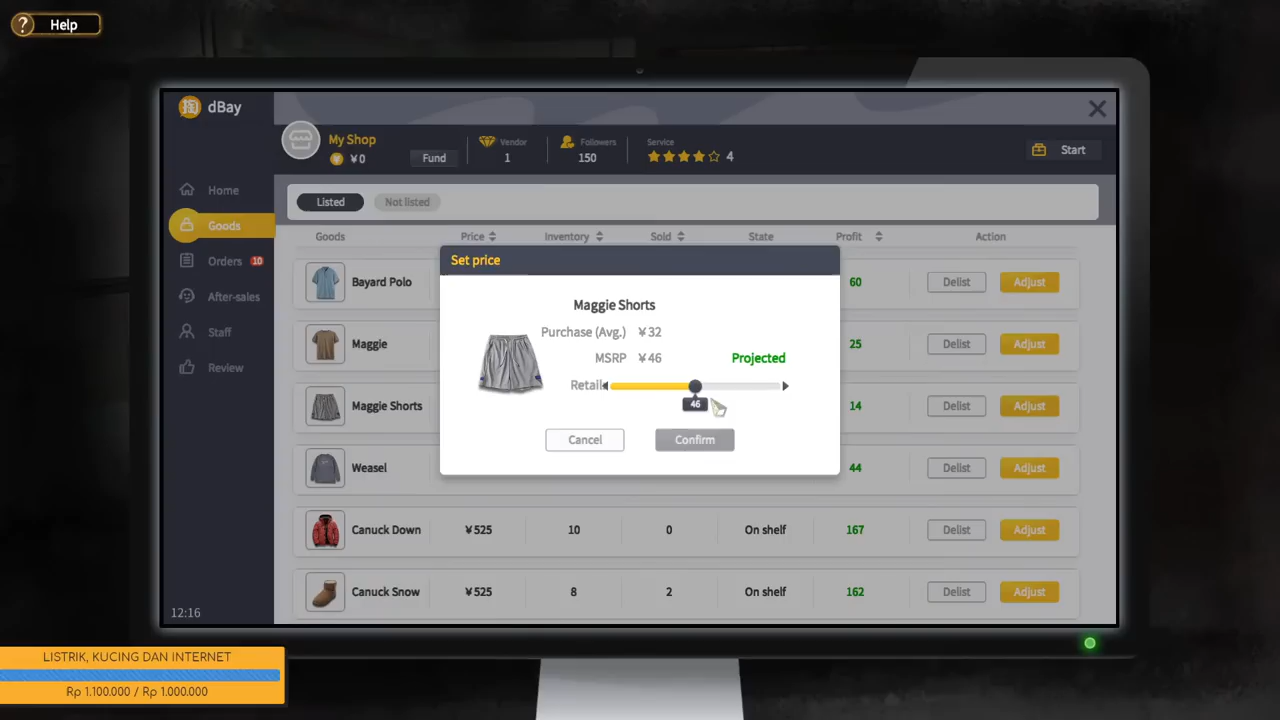 ? Help
淘 dBay
My Shop
¥ ¥0
Fund
Vendor
1
Followers
150
Service
4
Start
Home
Goods
Orders 10
After-sales
Staff
Review
12:16
Listed
Not listed
Goods Price Inventory Sold State Profit Action
Bayard Polo 60 Delist Adjust
Maggie 25 Delist Adjust
Maggie Shorts 14 Delist Adjust
Weasel 44 Delist Adjust
Canuck Down ¥525 10 0 On shelf 167 Delist Adjust
Canuck Snow ¥525 8 2 On shelf 162 Delist Adjust
Set price
Maggie Shorts
Purchase (Avg.) ¥32
MSRP ¥46
Projected
Retail
46
Cancel
Confirm
LISTRIK, KUCING DAN INTERNET
Rp 1.100.000 / Rp 1.000.000